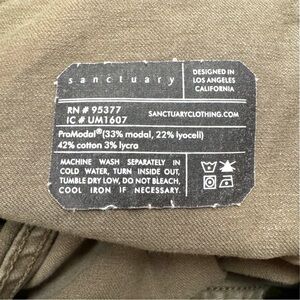 sanctuary
DESIGNED IN
LOS ANGELES
CALIFORNIA
RN # 95377
IC # UM1607
SANCTUARYCLOTHING.COM
ProModal®(33% modal, 22% lyocell)
42% cotton 3% lycra
MACHINE WASH SEPARATELY IN
COLD WATER, TURN INSIDE OUT,
TUMBLE DRY LOW, DO NOT BLEACH,
COOL IRON IF NECESSARY.